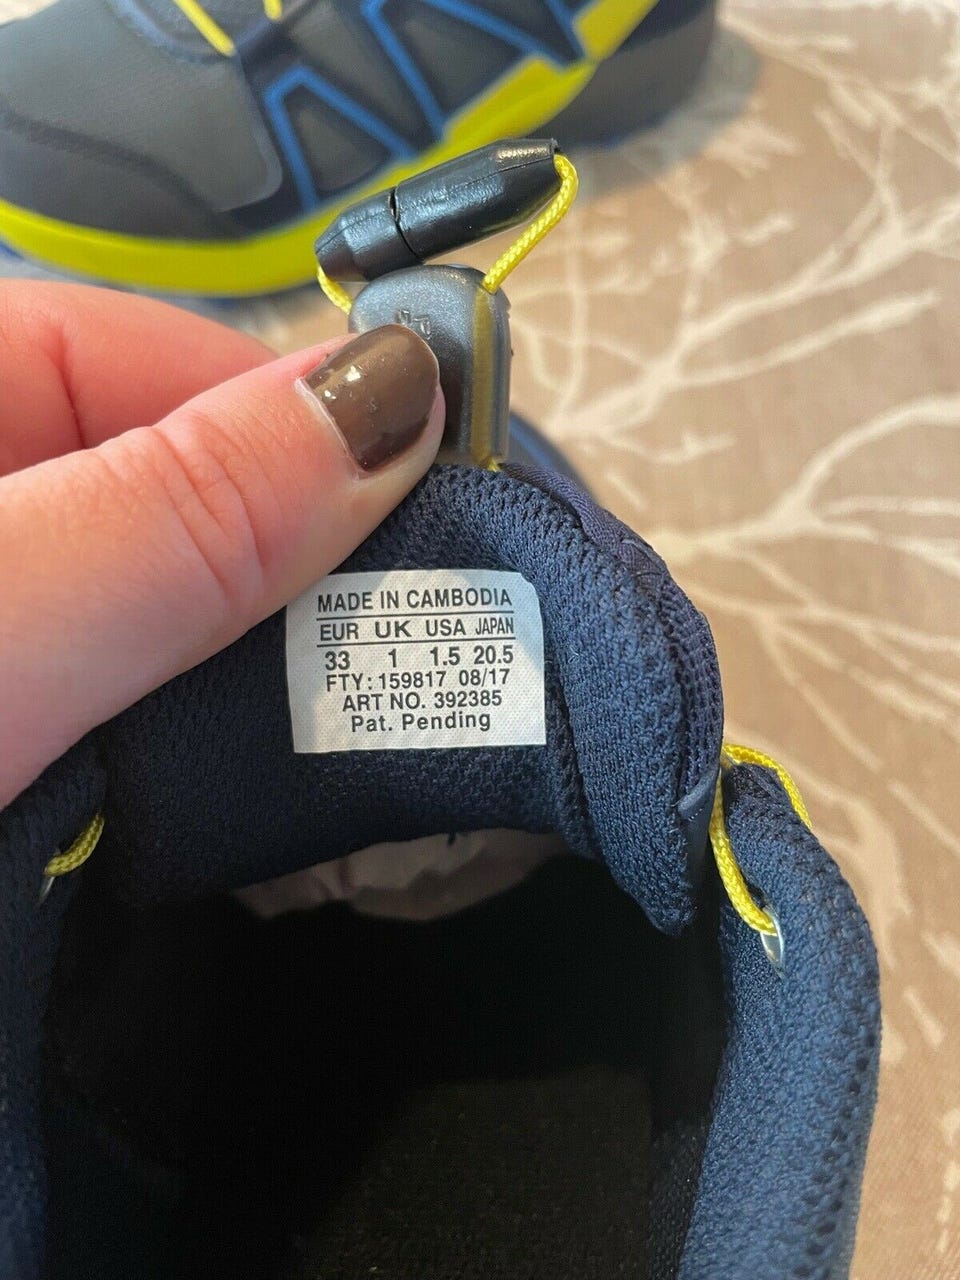 MADE IN CAMBODIA
EUR UK USA JAPAN
33 1 1.5 20.5
FTY: 159817 08/17
ART NO. 392385
Pat. Pending